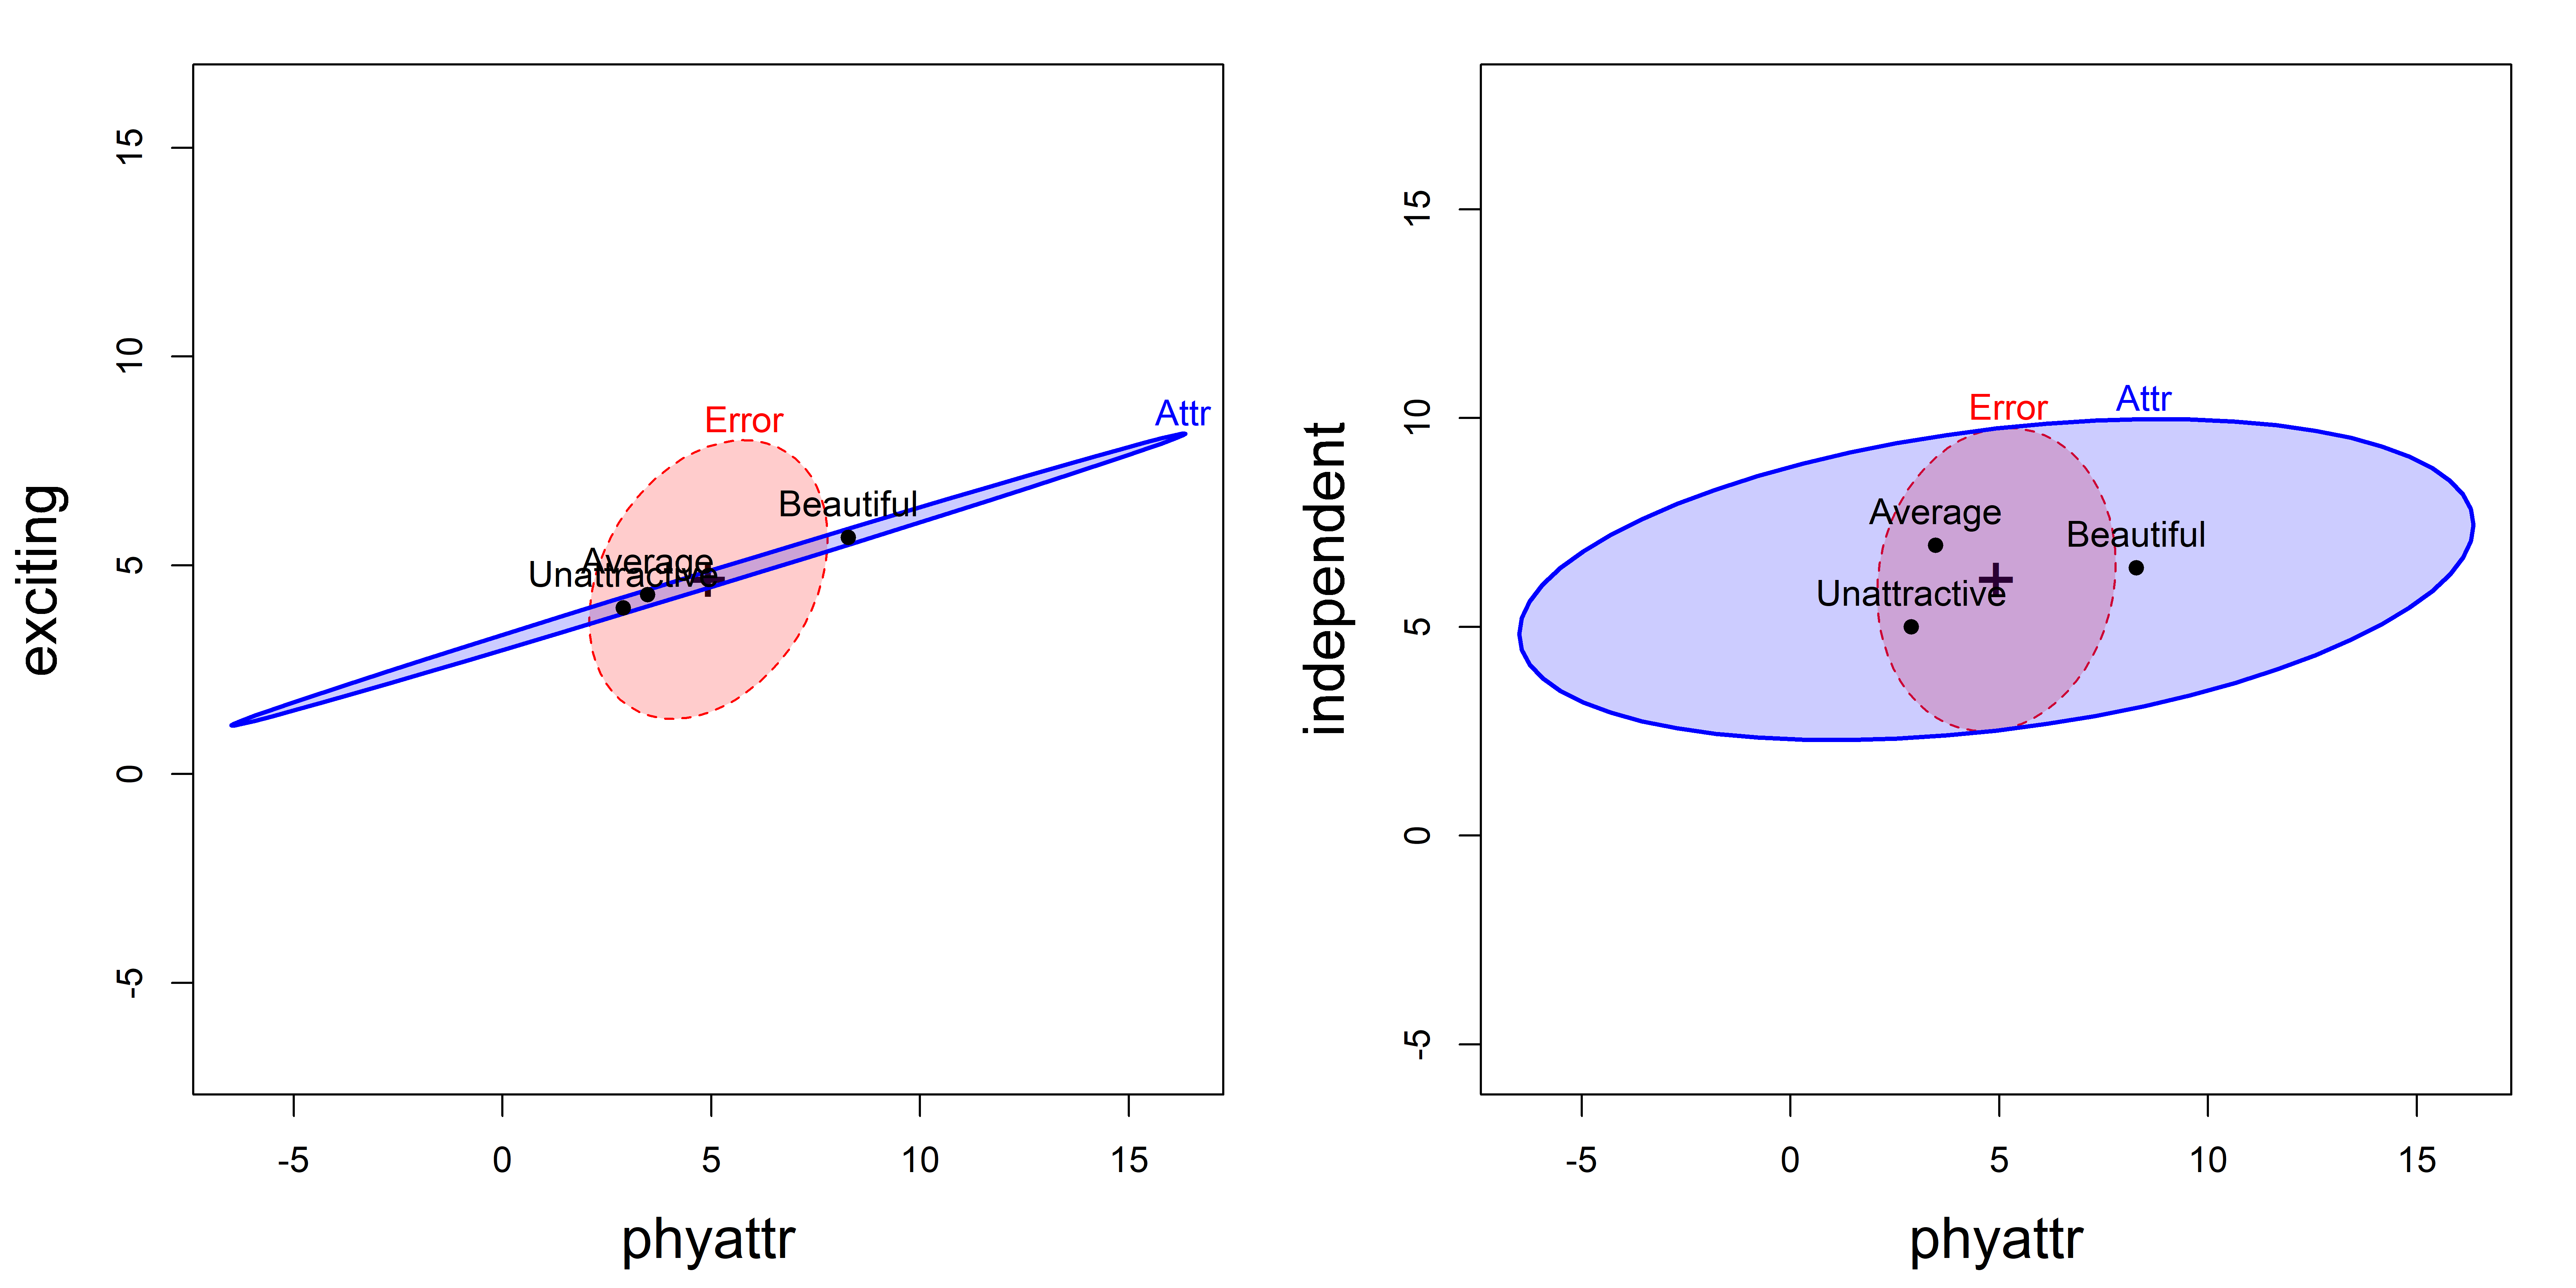 exciting
15
10
5
0
-5
Error
Attr
Beautiful
Average
Unattractive
-5 0 5 10 15
phyattr
independent
15
10
5
0
-5
Error
Attr
Average
Beautiful
Unattractive
-5 0 5 10 15
phyattr